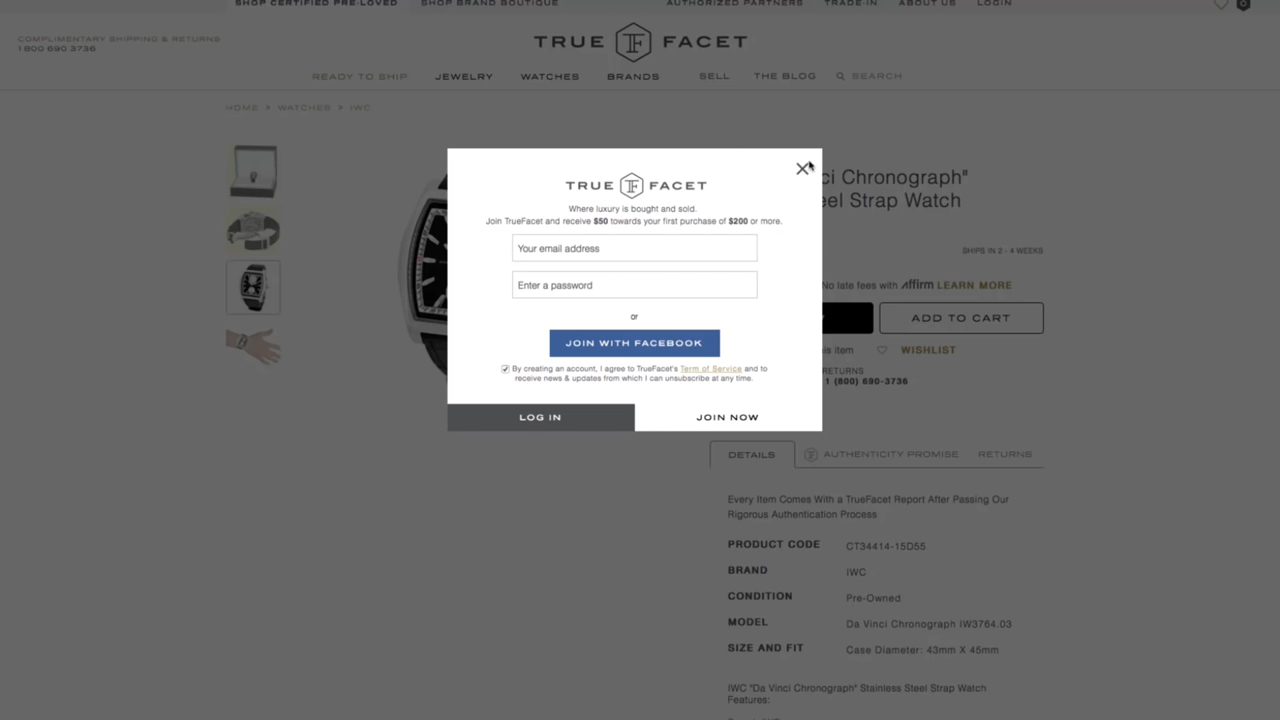 SHOP CERTIFIED PRE-LOVED SHOP BRAND BOUTIQUE AUTHORIZED PARTNERS TRADE-IN ABOUT US LOGIN
COMPLIMENTARY SHIPPING & RETURNS
1 800 690 3736
TRUE TF FACET
READY TO SHIP JEWELRY WATCHES BRANDS SELL THE BLOG SEARCH
HOME > WATCHES > IWC
TRUE TF FACET
Where luxury is bought and sold.
Join TrueFacet and receive $50 towards your first purchase of $200 or more.
Your email address
Enter a password
or
JOIN WITH FACEBOOK
By creating an account, I agree to TrueFacet's Term of Service and to
receive news & updates from which I can unsubscribe at any time.
LOG IN JOIN NOW
ci Chronograph"
eel Strap Watch
SHIPS IN 2 - 4 WEEKS
No late fees with affirm LEARN MORE
ADD TO CART
his item WISHLIST
RETURNS
1 (800) 690-3736
DETAILS AUTHENTICITY PROMISE RETURNS
Every Item Comes With a TrueFacet Report After Passing Our
Rigorous Authentication Process
PRODUCT CODE CT34414-15D55
BRAND IWC
CONDITION Pre-Owned
MODEL Da Vinci Chronograph IW3764.03
SIZE AND FIT Case Diameter: 43mm X 45mm
IWC "Da Vinci Chronograph" Stainless Steel Strap Watch
Features: